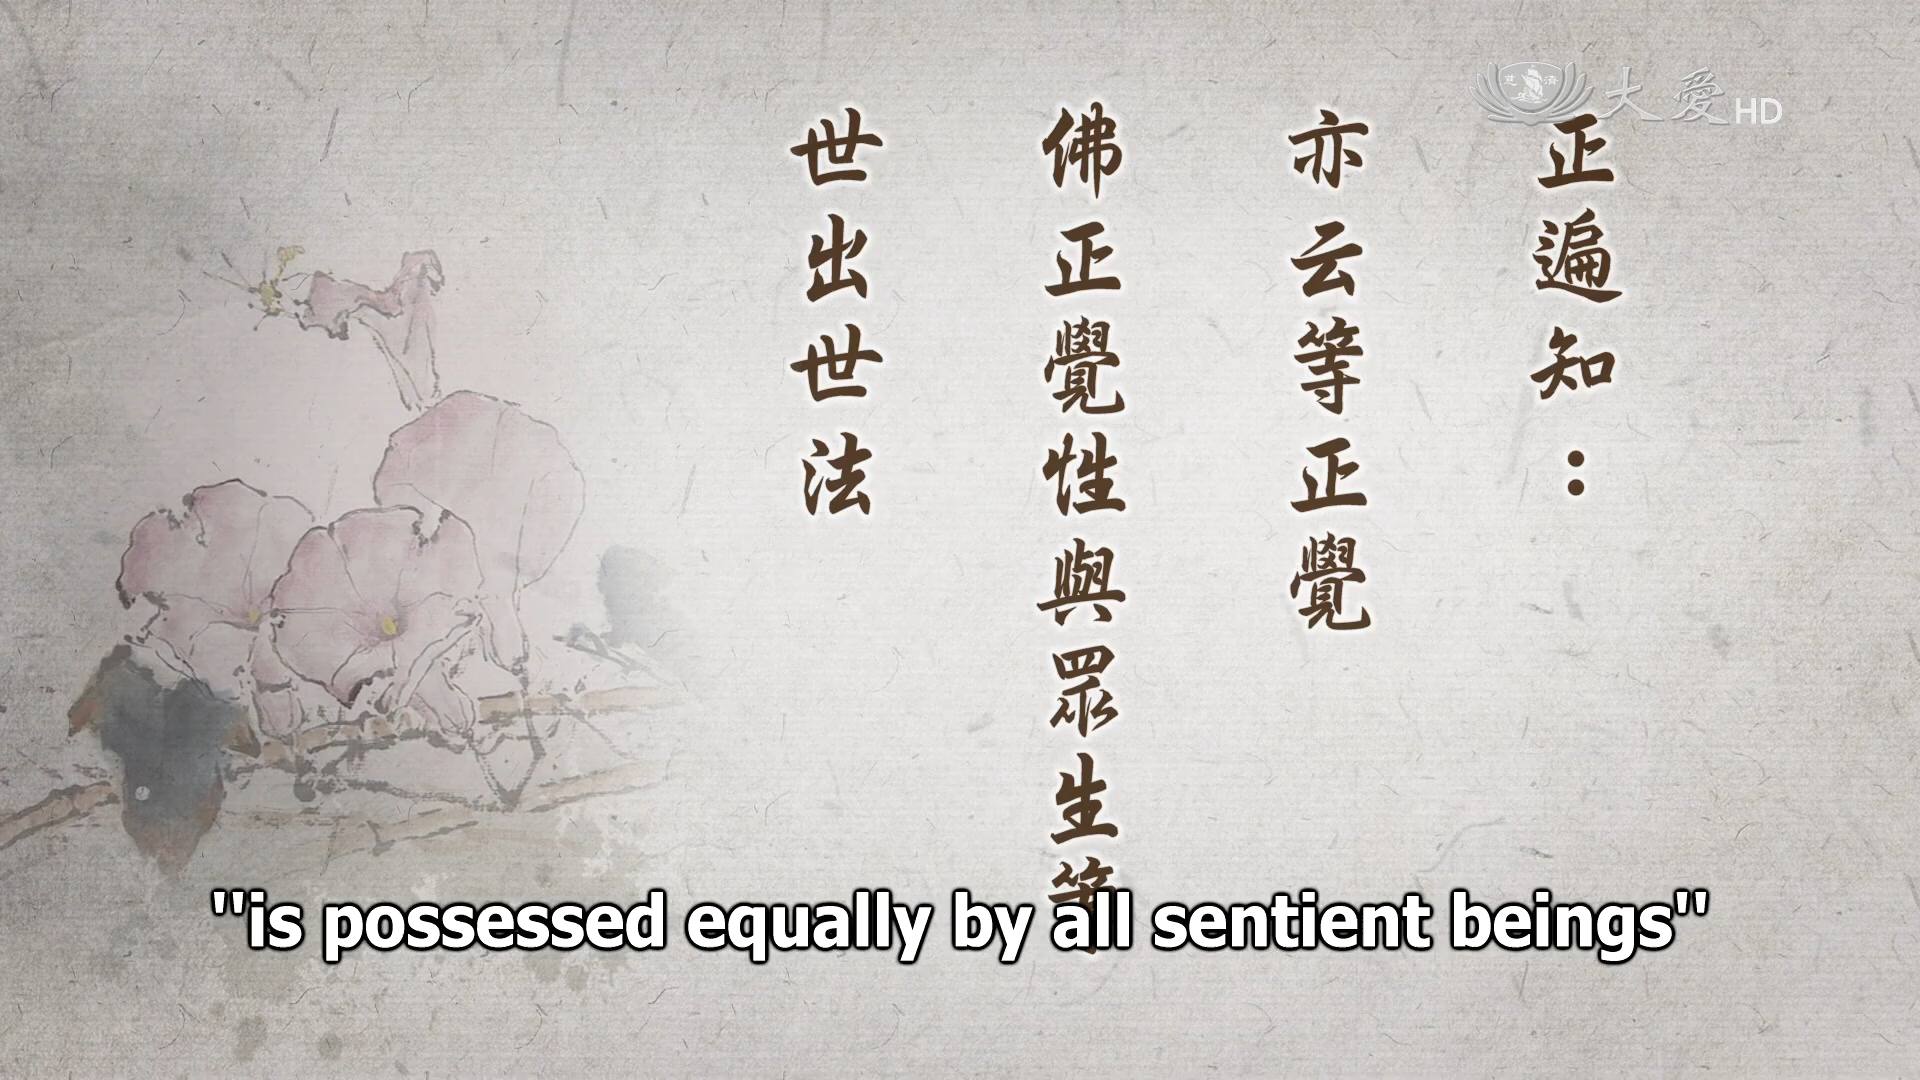 大愛HD
正遍知：
亦云等正覺
佛正覺性與眾生等
世出世法
"is possessed equally by all sentient beings"